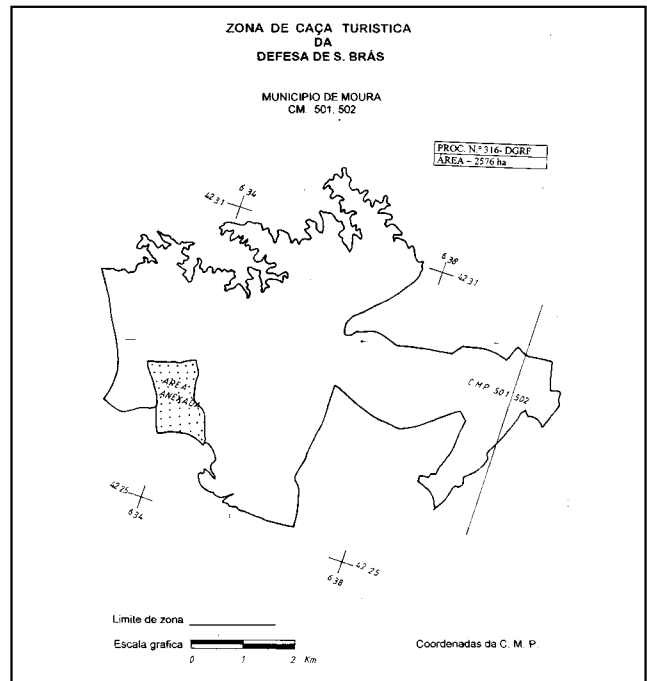 ZONA DE CAÇA TURISTICA
DA
DEFESA DE S. BRÁS
MUNICIPIO DE MOURA
CM. 501, 502
PROC. N.º 316- DGRF
ÁREA – 2576 ha
6 34
42 31
6 38
42 31
C.M.P. 501, 502
AREA
ANEXADA
42 25
6 34
42 25
6 38
Limite de zona
Escala grafica
0 1 2 Km
Coordenadas da C. M. P.